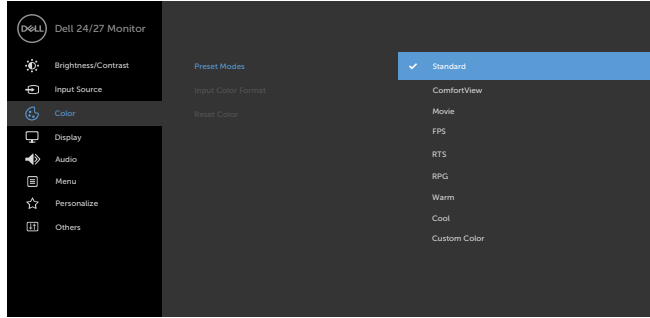 DELL
Dell 24/27 Monitor
Brightness/Contrast
Input Source
Color
Display
Audio
Menu
Personalize
Others
Preset Modes
Input Color Format
Reset Color
Standard
ComfortView
Movie
FPS
RTS
RPG
Warm
Cool
Custom Color